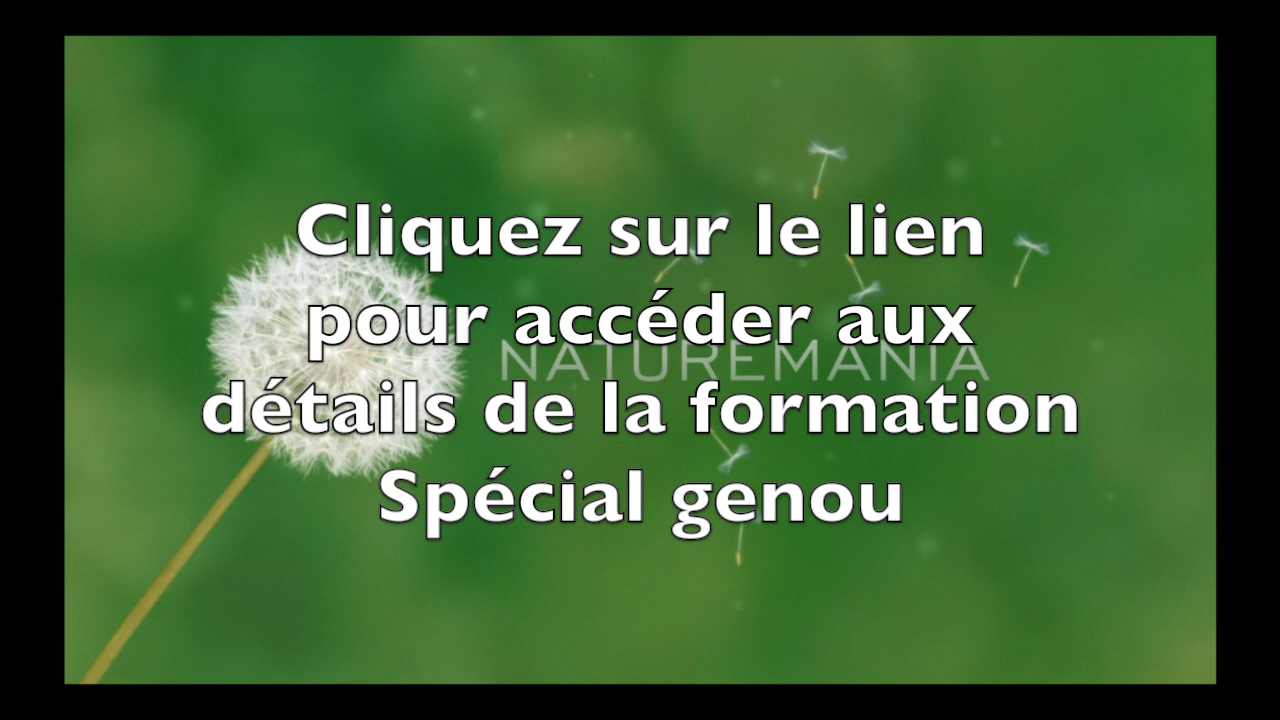 Cliquez sur le lien
pour accéder aux
NATUREMANIA
détails de la formation
Spécial genou